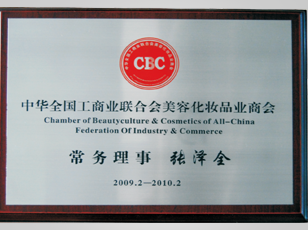 CBC
中华全国工商业联合会美容化妆品业商会
Chamber of Beautyculture & Cosmetics of All-China
Federation Of Industry & Commerce
常务理事 张泽全
2009.2—2010.2